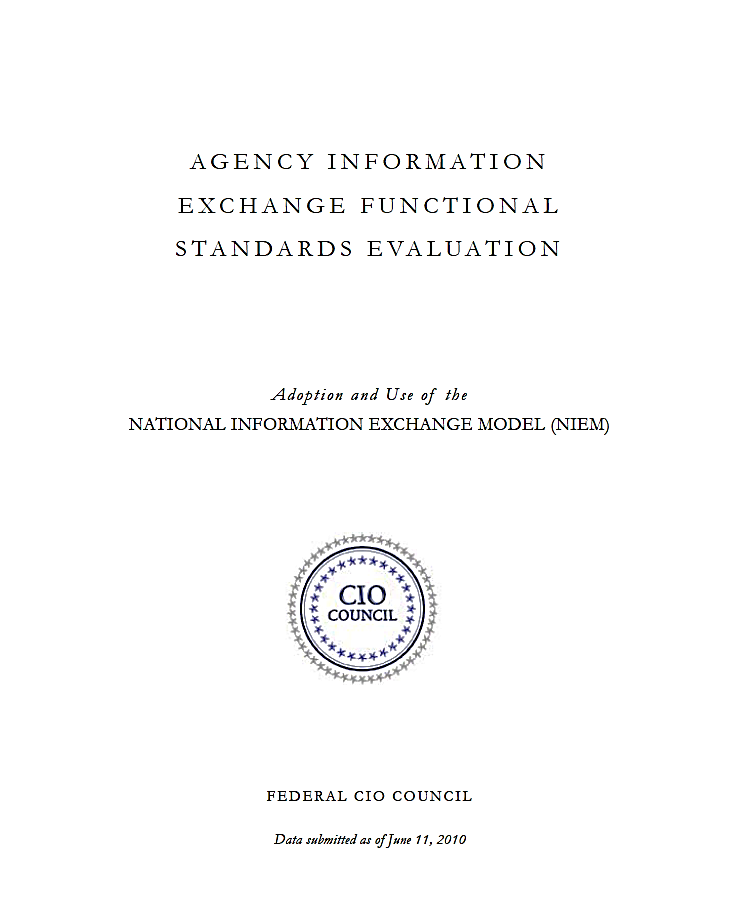 AGENCY INFORMATION
EXCHANGE FUNCTIONAL
STANDARDS EVALUATION
Adoption and Use of the
NATIONAL INFORMATION EXCHANGE MODEL (NIEM)
CIO
COUNCIL
FEDERAL CIO COUNCIL
Data submitted as of June 11, 2010